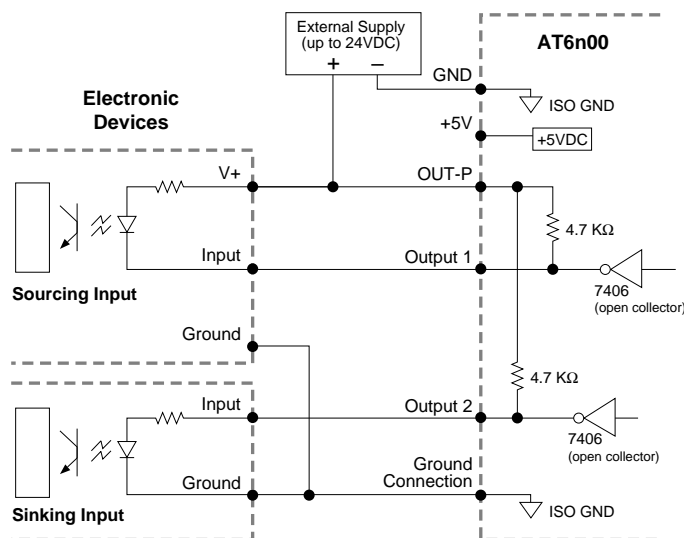 External Supply
(up to 24VDC)
+ −
AT6n00
GND
ISO GND
Electronic
Devices
+5V
+5VDC
V+
OUT-P
4.7 KΩ
Input
Output 1
Sourcing Input
7406
(open collector)
Ground
4.7 KΩ
Input
Output 2
7406
(open collector)
Ground
Ground
Connection
ISO GND
Sinking Input